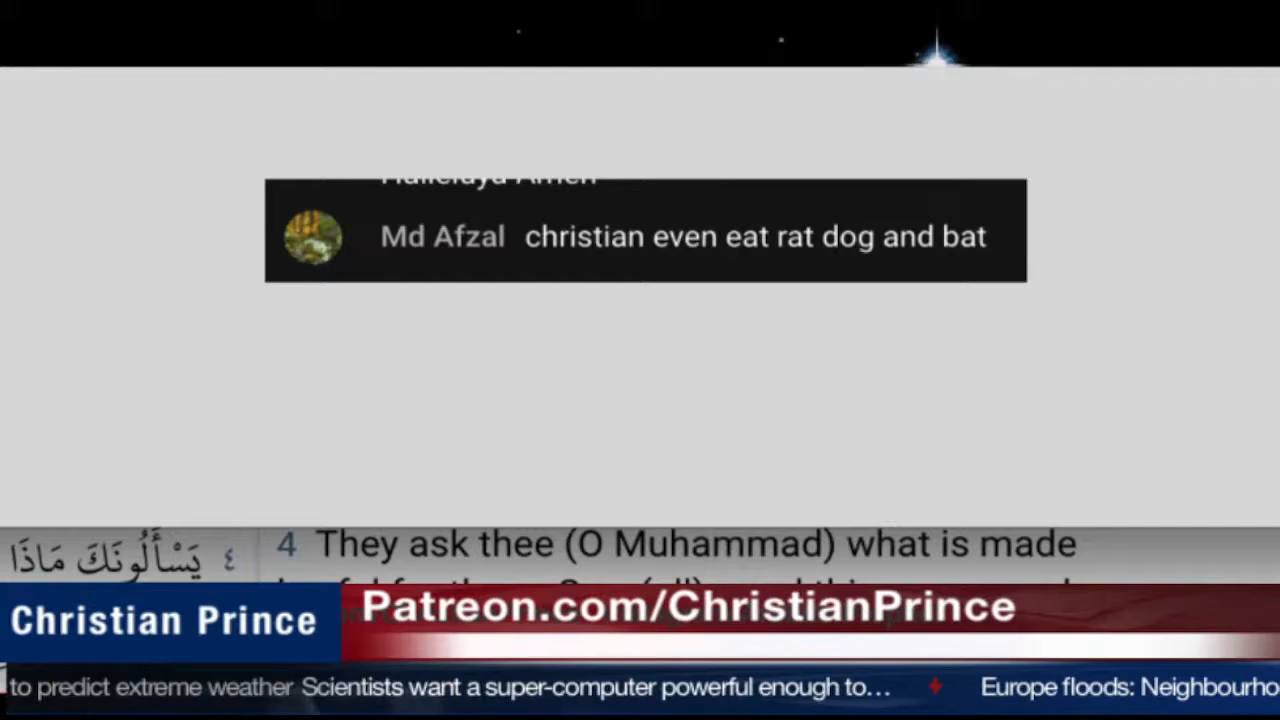 Md Afzal christian even eat rat dog and bat
يَسْأَلُونَكَ مَاذَا ٤
4 They ask thee (O Muhammad) what is made
Christian Prince
Patreon.com/ChristianPrince
to predict extreme weather Scientists want a super-computer powerful enough to…
Europe floods: Neighbourho